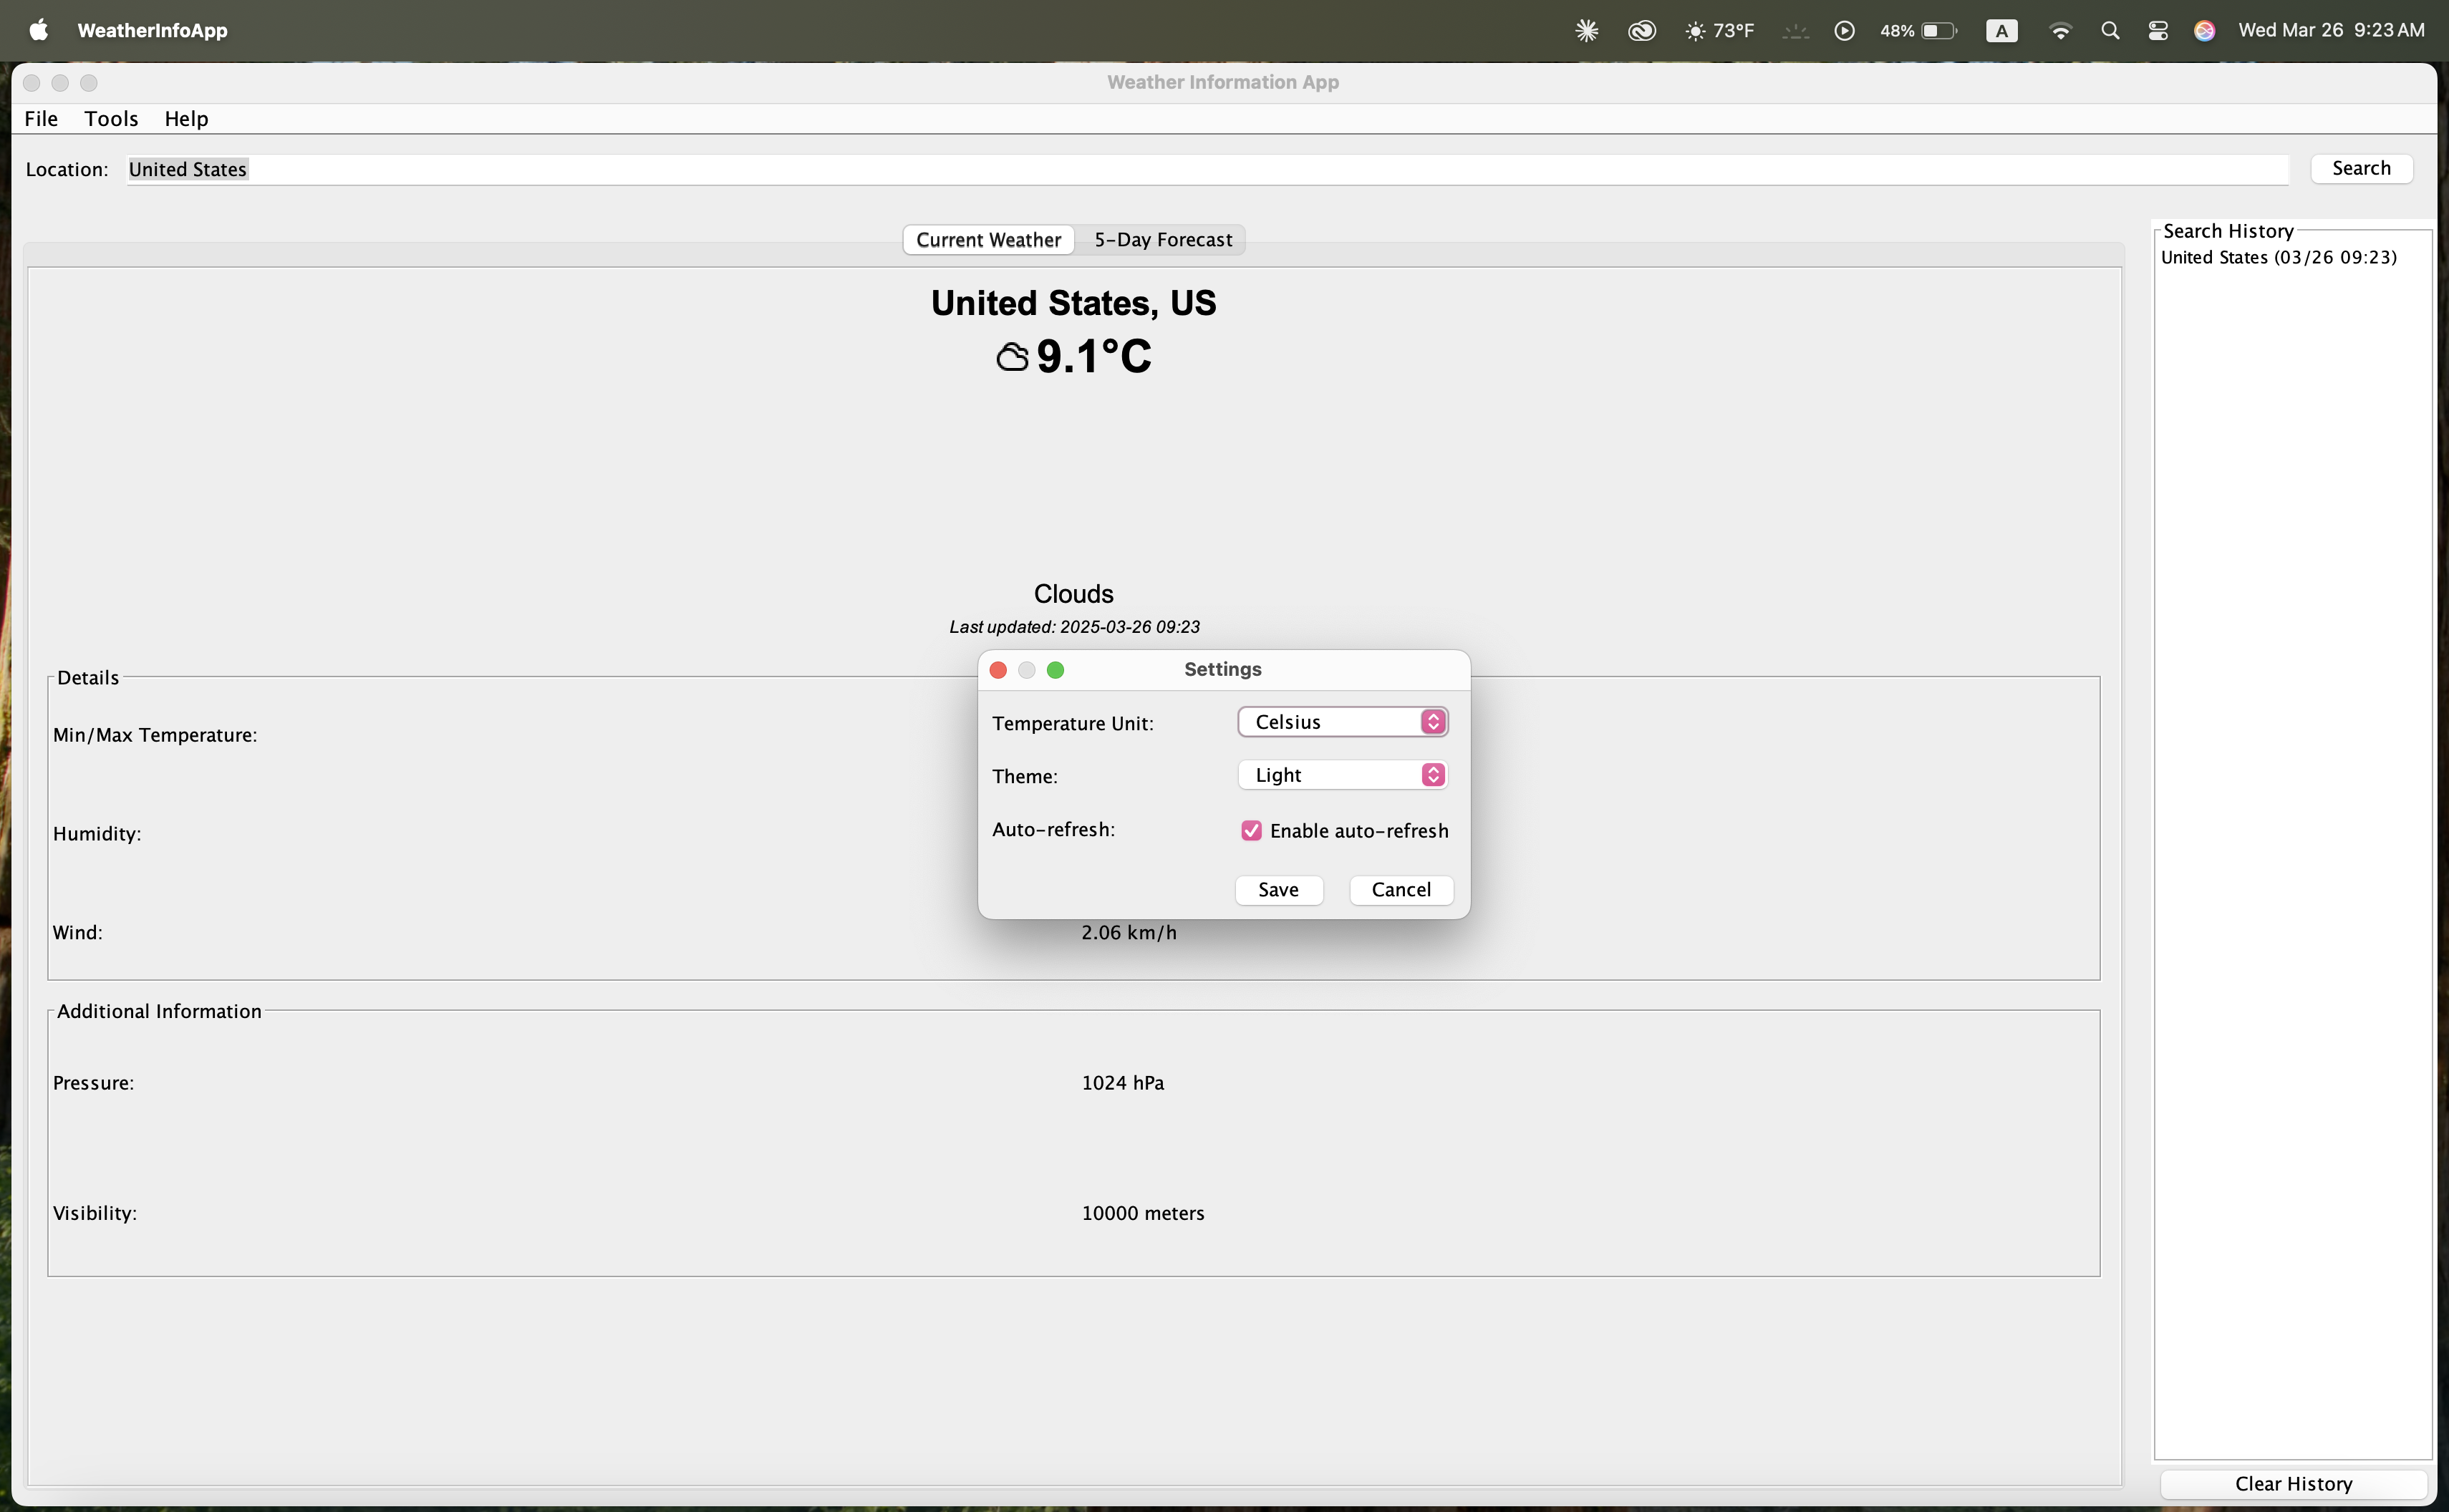 WeatherInfoApp
73°F
48%
A
Wed Mar 26 9:23 AM
Weather Information App
File Tools Help
Location: United States Search
Current Weather 5-Day Forecast
Search History
United States (03/26 09:23)
United States, US
9.1°C
Clouds
Last updated: 2025-03-26 09:23
Settings
Temperature Unit: Celsius
Theme: Light
Auto-refresh: Enable auto-refresh
Save Cancel
Details
Min/Max Temperature:
Humidity:
Wind: 2.06 km/h
Additional Information
Pressure: 1024 hPa
Visibility: 10000 meters
Clear History